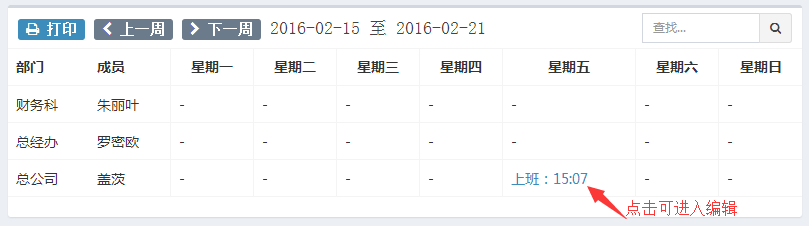 打印 上一周 下一周 2016-02-15 至 2016-02-21 查找...
部门 成员 星期一 星期二 星期三 星期四 星期五 星期六 星期日
财务科 朱丽叶 - - - - - - -
总经办 罗密欧 - - - - - - -
总公司 盖茨 - - - - 上班：15:07 - -
点击可进入编辑